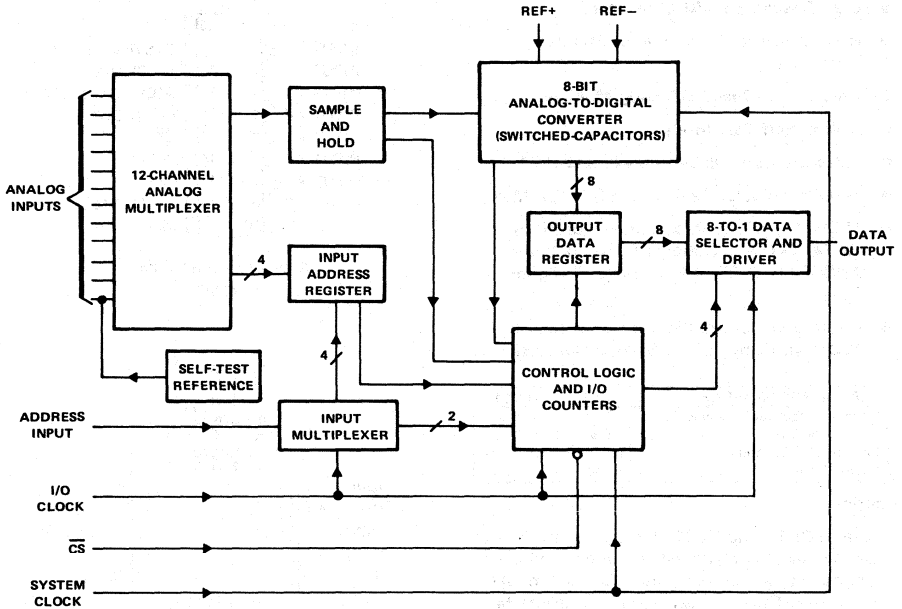 REF+
REF−
8-BIT
ANALOG-TO-DIGITAL
CONVERTER
(SWITCHED-CAPACITORS)
SAMPLE
AND
HOLD
12-CHANNEL
ANALOG
MULTIPLEXER
ANALOG
INPUTS
8
OUTPUT
DATA
REGISTER
8
8-TO-1 DATA
SELECTOR AND
DRIVER
DATA
OUTPUT
4
INPUT
ADDRESS
REGISTER
4
4
SELF-TEST
REFERENCE
CONTROL LOGIC
AND I/O
COUNTERS
ADDRESS
INPUT
INPUT
MULTIPLEXER
2
I/O
CLOCK
C̅S̅
SYSTEM
CLOCK